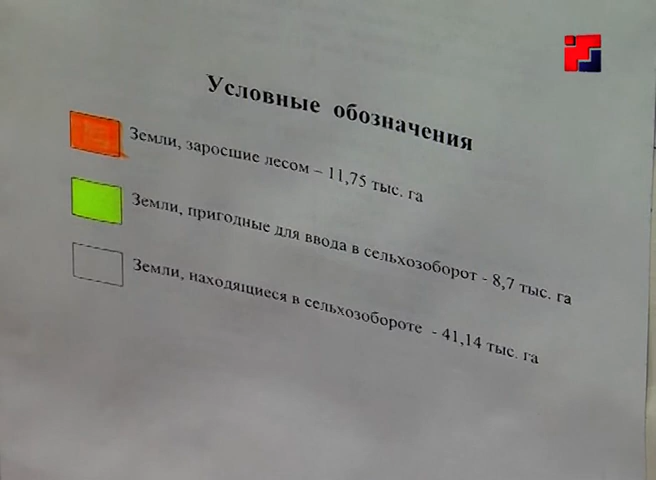 Условные обозначения
Земли, заросшие лесом – 11,75 тыс. га
Земли, пригодные для ввода в сельхозоборот - 8,7 тыс. га
Земли, находящиеся в сельхозобороте - 41,14 тыс. га